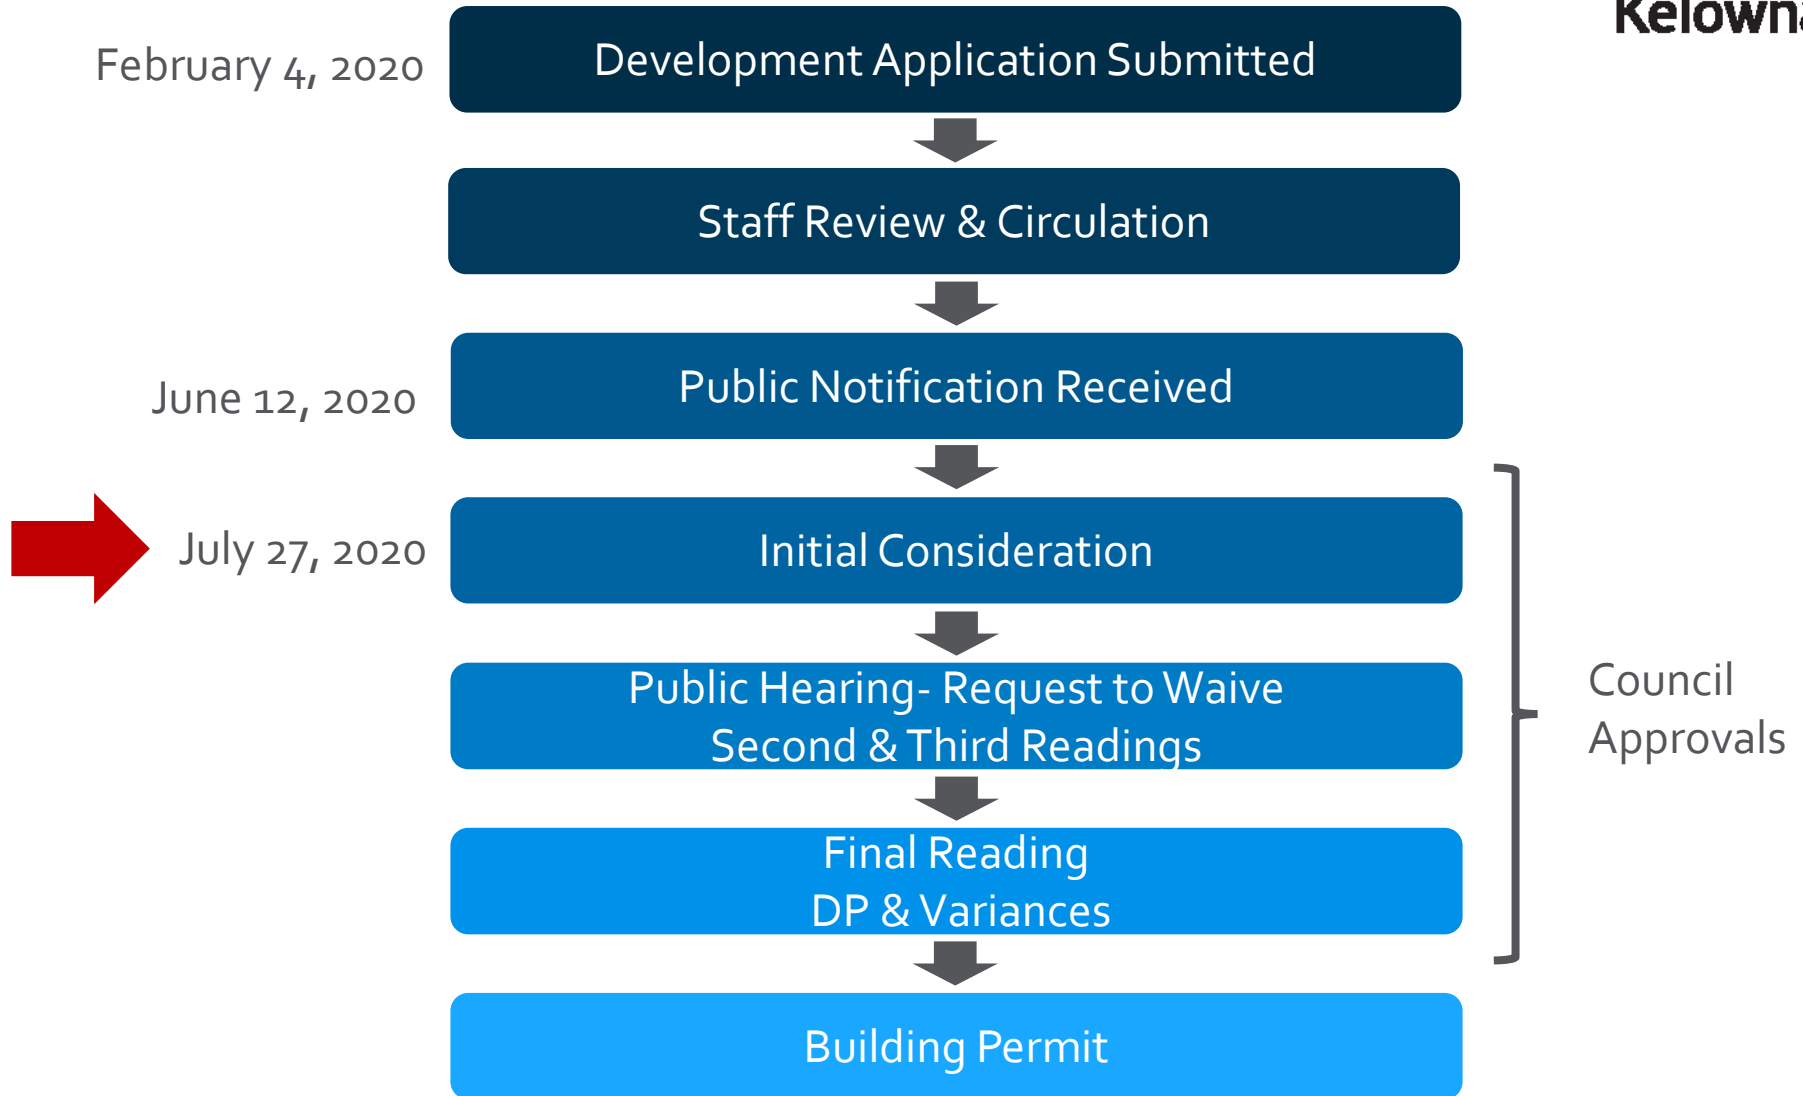 Kelowna
February 4, 2020
Development Application Submitted
Staff Review & Circulation
June 12, 2020
Public Notification Received
July 27, 2020
Initial Consideration
Public Hearing- Request to Waive
Second & Third Readings
Council
Approvals
Final Reading
DP & Variances
Building Permit